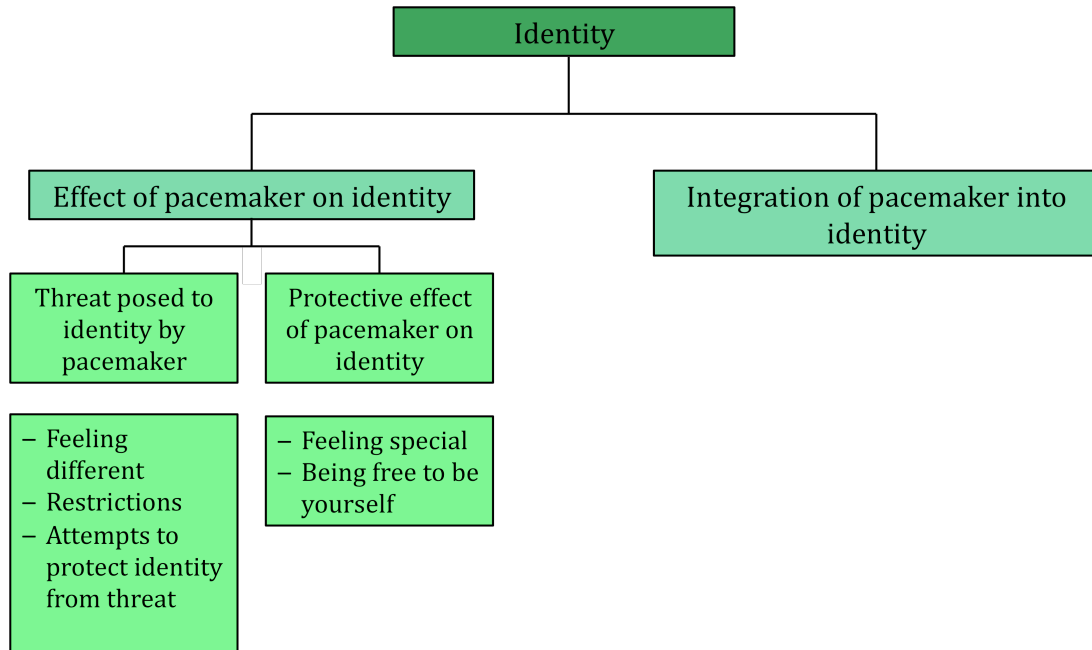 Identity
Effect of pacemaker on identity
Integration of pacemaker into
identity
Threat posed to
identity by
pacemaker
Protective effect
of pacemaker on
identity
– Feeling
different
– Restrictions
– Attempts to
protect identity
from threat
– Feeling special
– Being free to be
yourself